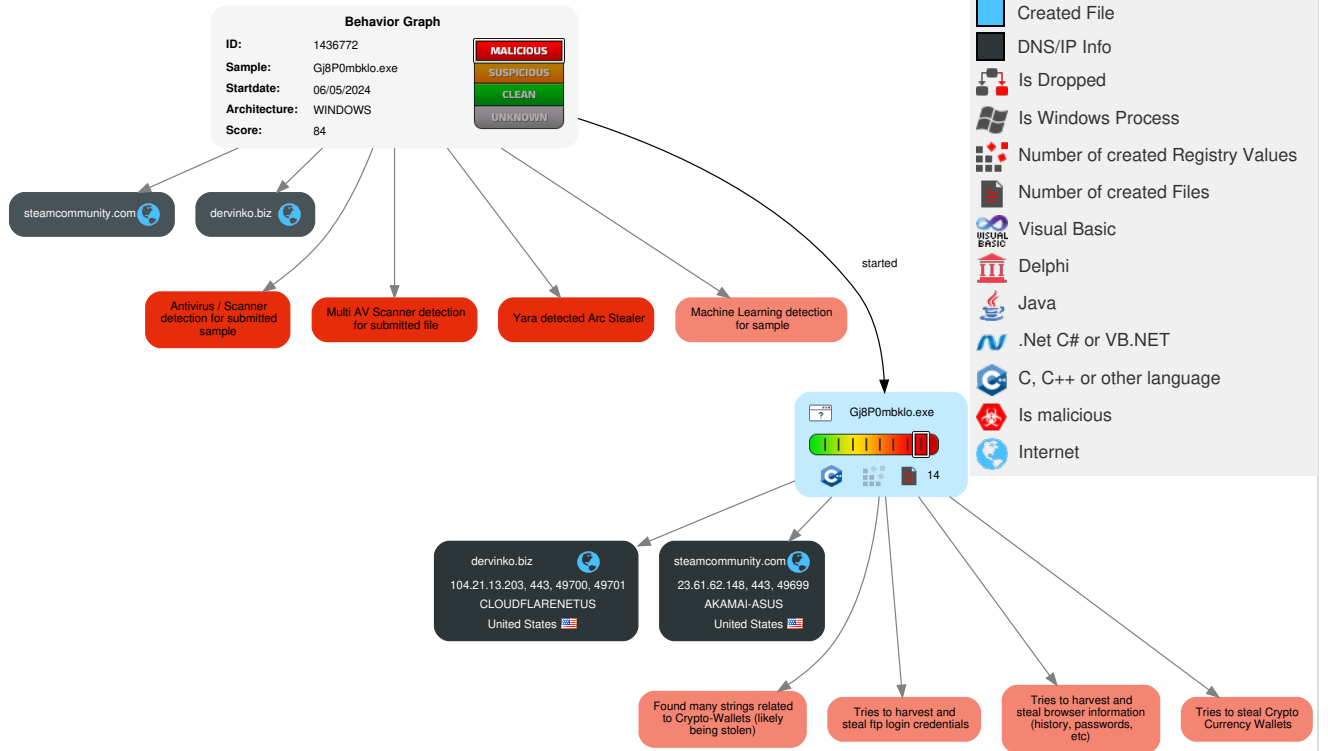 Behavior Graph
ID: 1436772
Sample: Gj8P0mbklo.exe
Startdate: 06/05/2024
Architecture: WINDOWS
Score: 84
MALICIOUS
SUSPICIOUS
CLEAN
UNKNOWN
Created File
DNS/IP Info
Is Dropped
Is Windows Process
Number of created Registry Values
Number of created Files
VISUAL
BASIC
Visual Basic
Delphi
Java
.Net C# or VB.NET
C, C++ or other language
Is malicious
Internet
steamcommunity.com
dervinko.biz
started
Antivirus / Scanner
detection for submitted
sample
Multi AV Scanner detection
for submitted file
Yara detected Arc Stealer
Machine Learning detection
for sample
Gj8P0mbklo.exe
14
dervinko.biz
104.21.13.203, 443, 49700, 49701
CLOUDFLARENETUS
United States
steamcommunity.com
23.61.62.148, 443, 49699
AKAMAI-ASUS
United States
Found many strings related
to Crypto-Wallets (likely
being stolen)
Tries to harvest and
steal ftp login credentials
Tries to harvest and
steal browser information
(history, passwords,
etc)
Tries to steal Crypto
Currency Wallets